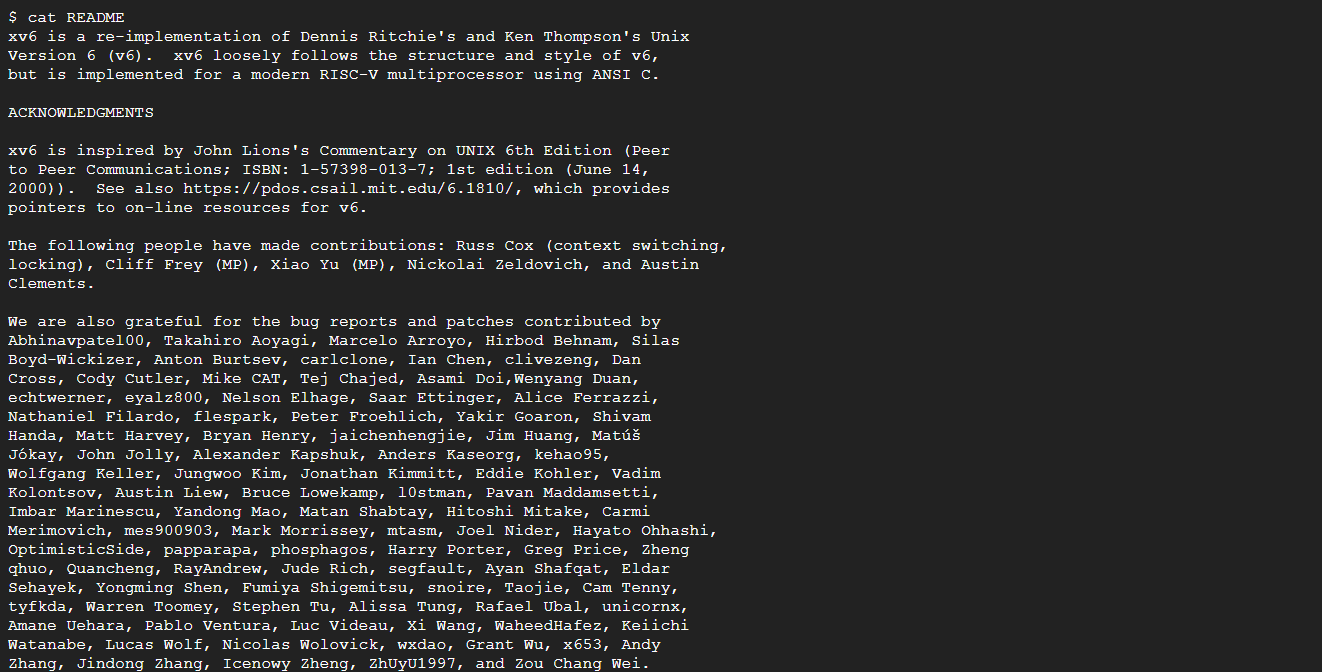 $ cat README
xv6 is a re-implementation of Dennis Ritchie's and Ken Thompson's Unix
Version 6 (v6).  xv6 loosely follows the structure and style of v6,
but is implemented for a modern RISC-V multiprocessor using ANSI C.

ACKNOWLEDGMENTS

xv6 is inspired by John Lions's Commentary on UNIX 6th Edition (Peer
to Peer Communications; ISBN: 1-57398-013-7; 1st edition (June 14,
2000)).  See also https://pdos.csail.mit.edu/6.1810/, which provides
pointers to on-line resources for v6.

The following people have made contributions: Russ Cox (context switching,
locking), Cliff Frey (MP), Xiao Yu (MP), Nickolai Zeldovich, and Austin
Clements.

We are also grateful for the bug reports and patches contributed by
Abhinavpatel00, Takahiro Aoyagi, Marcelo Arroyo, Hirbod Behnam, Silas
Boyd-Wickizer, Anton Burtsev, carlclone, Ian Chen, clivezeng, Dan
Cross, Cody Cutler, Mike CAT, Tej Chajed, Asami Doi,Wenyang Duan,
echtwerner, eyalz800, Nelson Elhage, Saar Ettinger, Alice Ferrazzi,
Nathaniel Filardo, flespark, Peter Froehlich, Yakir Goaron, Shivam
Handa, Matt Harvey, Bryan Henry, jaichenhengjie, Jim Huang, Matúš
Jókay, John Jolly, Alexander Kapshuk, Anders Kaseorg, kehao95,
Wolfgang Keller, Jungwoo Kim, Jonathan Kimmitt, Eddie Kohler, Vadim
Kolontsov, Austin Liew, Bruce Lowekamp, l0stman, Pavan Maddamsetti,
Imbar Marinescu, Yandong Mao, Matan Shabtay, Hitoshi Mitake, Carmi
Merimovich, mes900903, Mark Morrissey, mtasm, Joel Nider, Hayato Ohhashi,
OptimisticSide, papparapa, phosphagos, Harry Porter, Greg Price, Zheng
qhuo, Quancheng, RayAndrew, Jude Rich, segfault, Ayan Shafqat, Eldar
Sehayek, Yongming Shen, Fumiya Shigemitsu, snoire, Taojie, Cam Tenny,
tyfkda, Warren Toomey, Stephen Tu, Alissa Tung, Rafael Ubal, unicornx,
Amane Uehara, Pablo Ventura, Luc Videau, Xi Wang, WaheedHafez, Keiichi
Watanabe, Lucas Wolf, Nicolas Wolovick, wxdao, Grant Wu, x653, Andy
Zhang, Jindong Zhang, Icenowy Zheng, ZhUyU1997, and Zou Chang Wei.